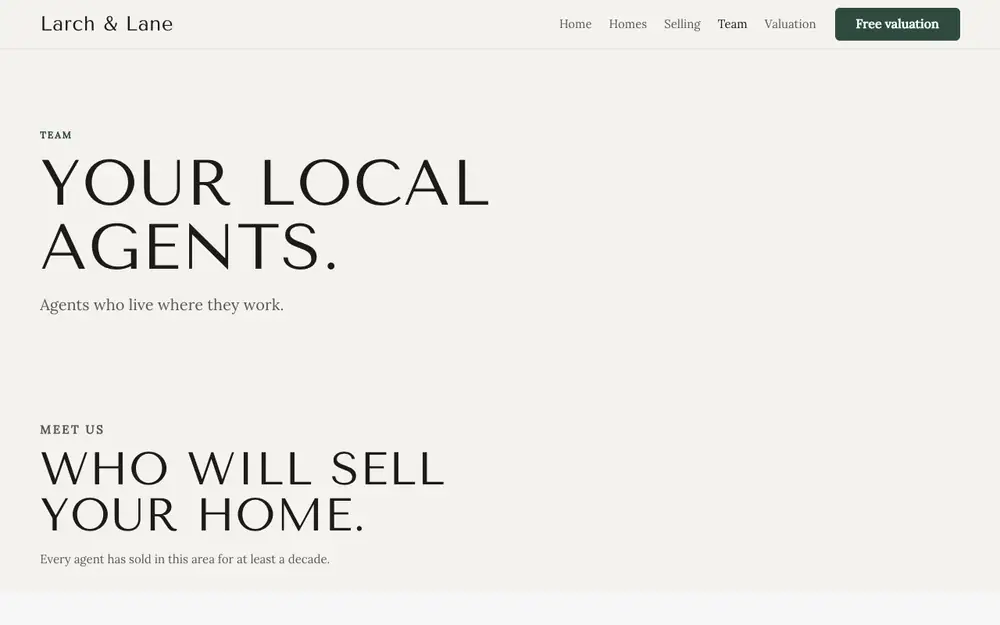 Larch & Lane
Home Homes Selling Team Valuation Free valuation
TEAM
YOUR LOCAL
AGENTS.
Agents who live where they work.
MEET US
WHO WILL SELL
YOUR HOME.
Every agent has sold in this area for at least a decade.